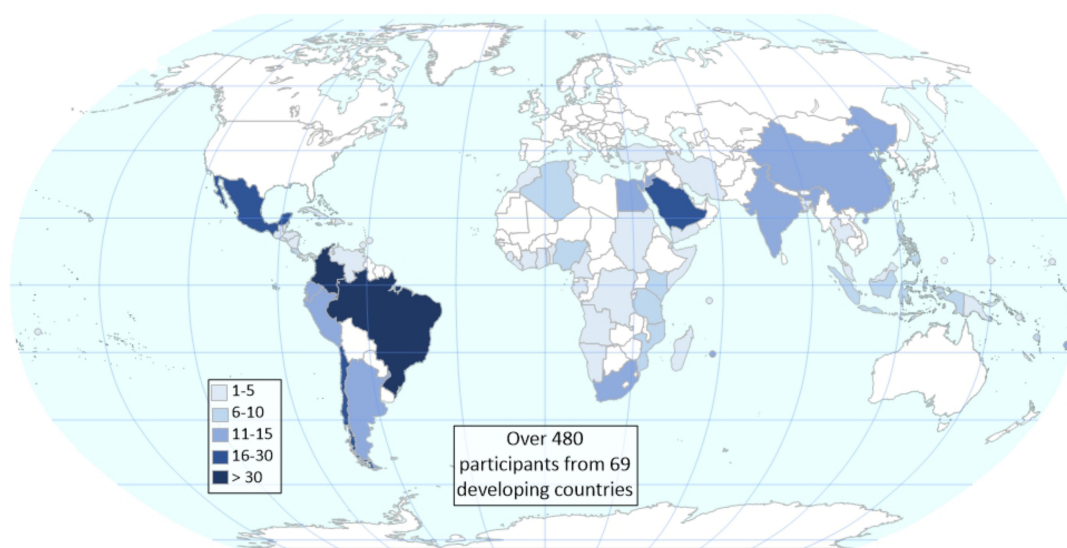 1-5
6-10
11-15
16-30
> 30
Over 480
participants from 69
developing countries